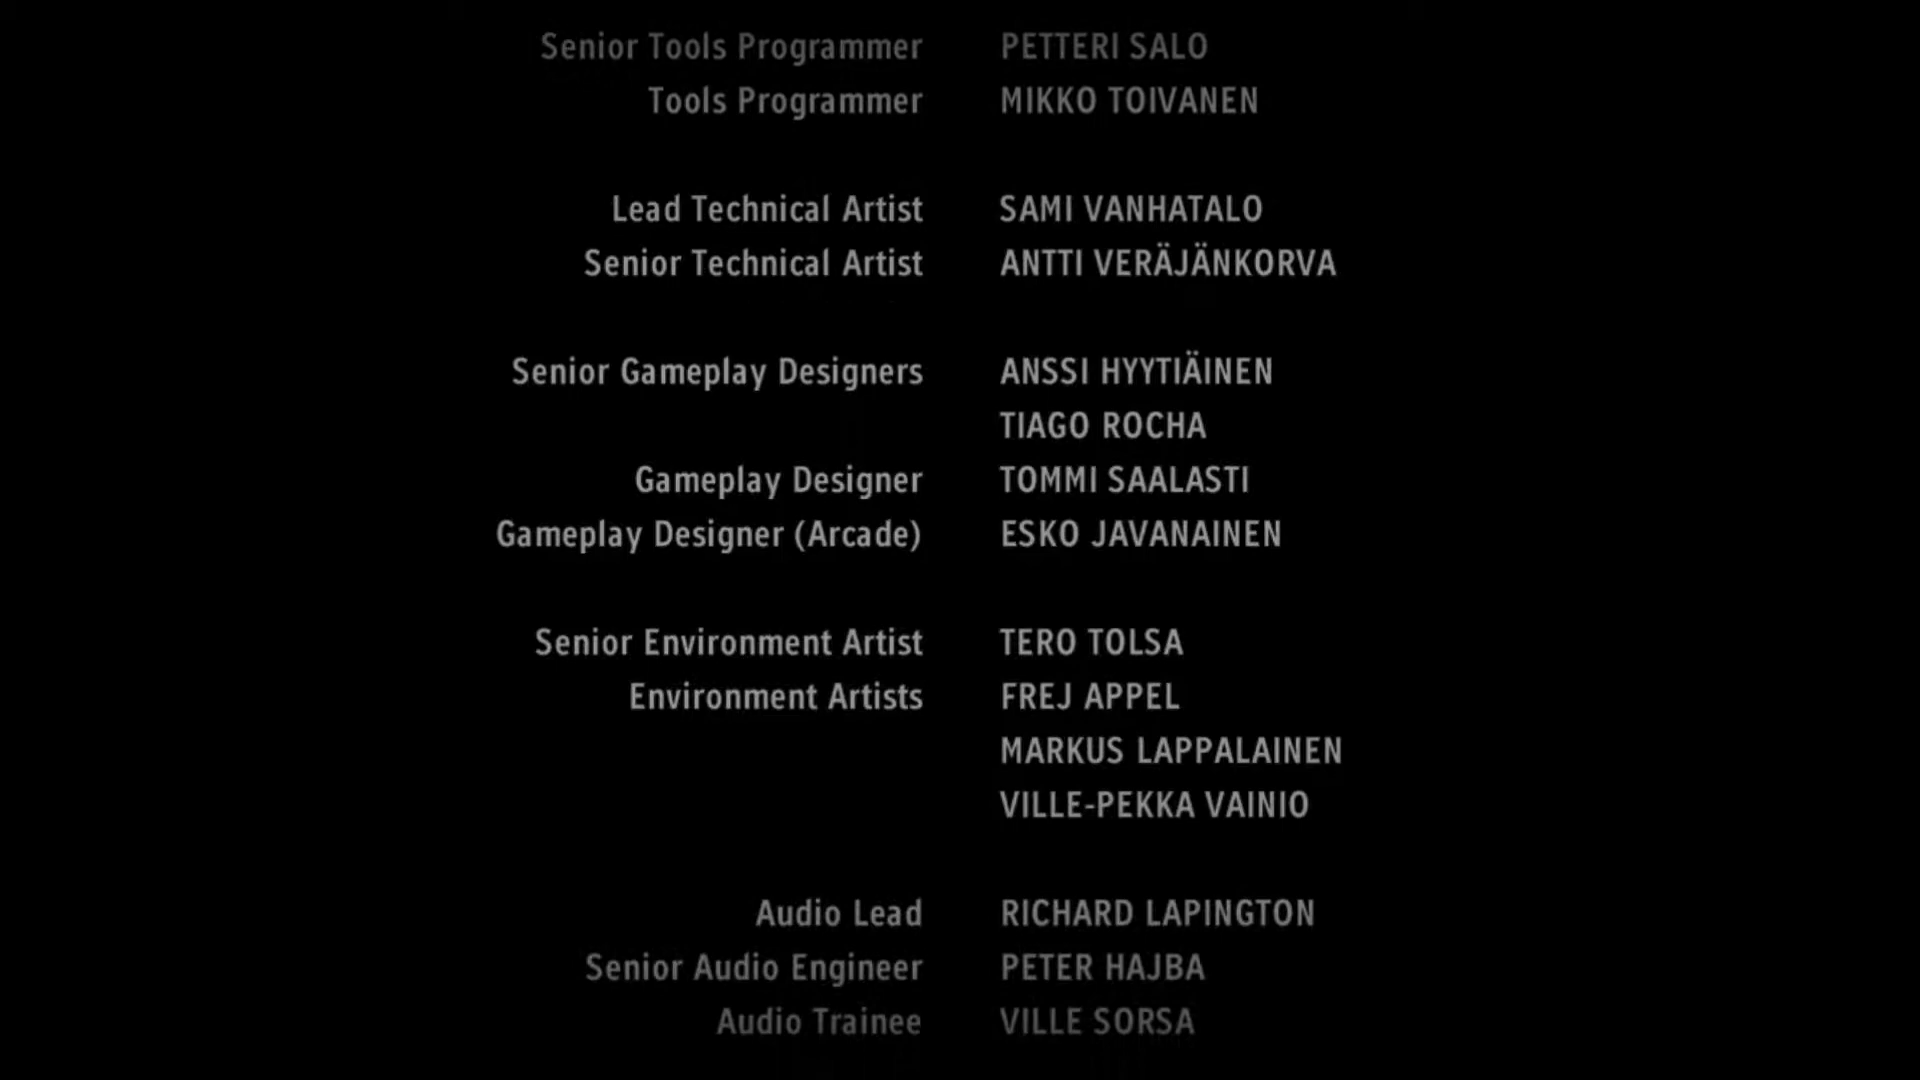 Senior Tools Programmer PETTERI SALO
Tools Programmer MIKKO TOIVANEN
Lead Technical Artist SAMI VANHATALO
Senior Technical Artist ANTTI VERÄJÄNKORVA
Senior Gameplay Designers ANSSI HYYTIÄINEN
TIAGO ROCHA
Gameplay Designer TOMMI SAALASTI
Gameplay Designer (Arcade) ESKO JAVANAINEN
Senior Environment Artist TERO TOLSA
Environment Artists FREJ APPEL
MARKUS LAPPALAINEN
VILLE-PEKKA VAINIO
Audio Lead RICHARD LAPINGTON
Senior Audio Engineer PETER HAJBA
Audio Trainee VILLE SORSA